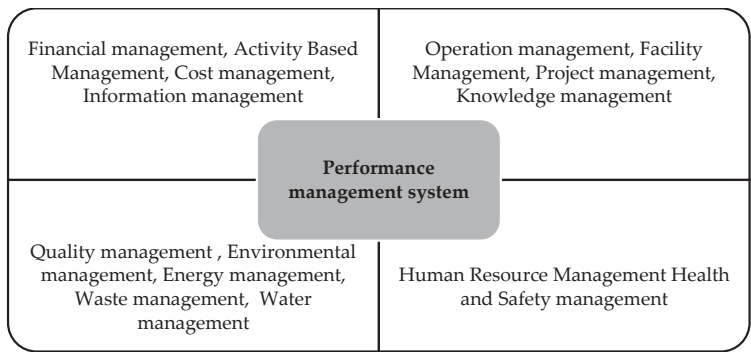 Financial management, Activity Based
Management, Cost management,
Information management
Operation management, Facility
Management, Project management,
Knowledge management
Performance
management system
Quality management , Environmental
management, Energy management,
Waste management, Water
management
Human Resource Management Health
and Safety management